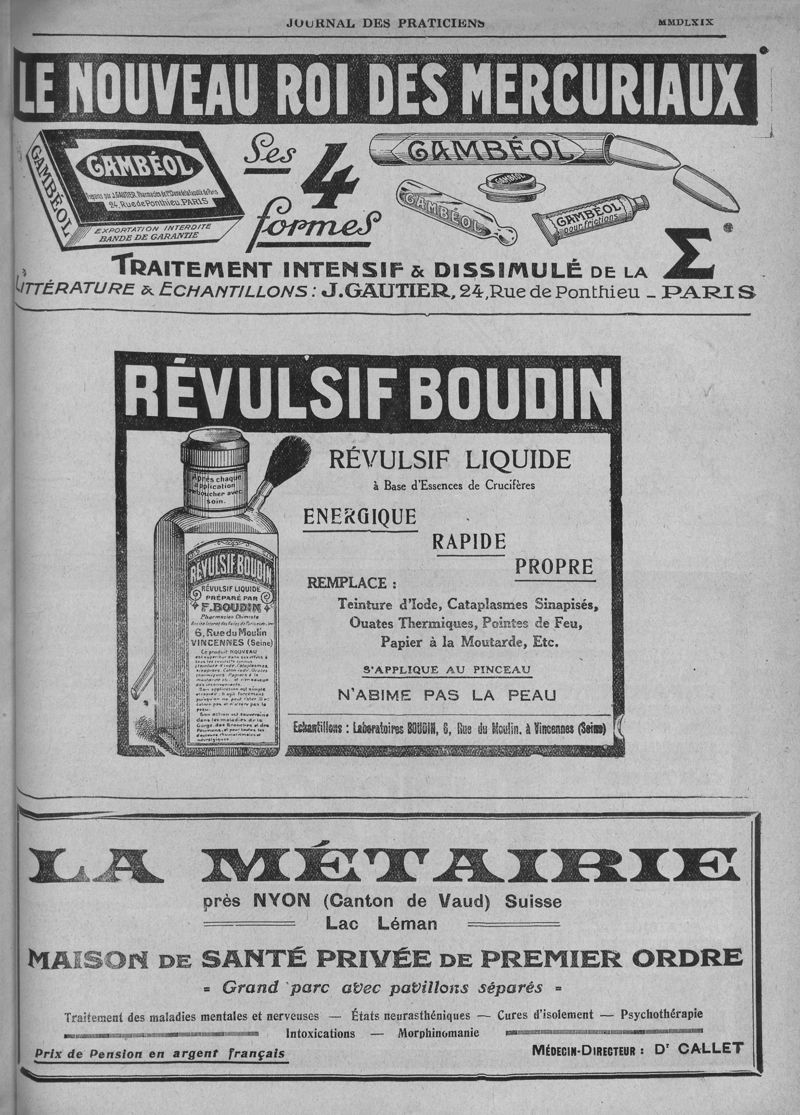 JOURNAL DES PRATICIENS
MMDLXIX
LE NOUVEAU ROI DES MERCURIAUX
GAMBÉOL
GAMBÉOL
24, Rue de Ponthieu. PARIS
EXPORTATION INTERDITE
BANDE DE GARANTIE
Ses 4 formes
GAMBÉOL
GAMBÉOL
GAMBÉOL
GAMBÉOL
pour frictions
TRAITEMENT INTENSIF & DISSIMULÉ DE LA Σ
LITTÉRATURE & ECHANTILLONS : J. GAUTIER, 24, Rue de Ponthieu _ PARIS
RÉVULSIF BOUDIN
Après chaque
application
reboucher avec
soin.
RÉVULSIF BOUDIN
RÉVULSIF LIQUIDE
PRÉPARÉ PAR
F. BOUDIN
Pharmacien Chimiste
6, Rue du Moulin
VINCENNES (Seine)
RÉVULSIF LIQUIDE
à Base d'Essences de Crucifères
ENERGIQUE
RAPIDE
PROPRE
REMPLACE :
Teinture d'Iode, Cataplasmes Sinapisés,
Ouates Thermiques, Pointes de Feu,
Papier à la Moutarde, Etc.
S'APPLIQUE AU PINCEAU
N'ABIME PAS LA PEAU
Echantillons : Laboratoires BOUDIN, 6, Rue du Moulin, à Vincennes (Seine)
LA MÉTAIRIE
près NYON (Canton de Vaud) Suisse
Lac Léman
MAISON DE SANTÉ PRIVÉE DE PREMIER ORDRE
= Grand parc avec pavillons séparés =
Traitement des maladies mentales et nerveuses — États neurasthéniques — Cures d'isolement — Psychothérapie
Intoxications — Morphinomanie
Prix de Pension en argent français
MÉDECIN-DIRECTEUR : Dr CALLET